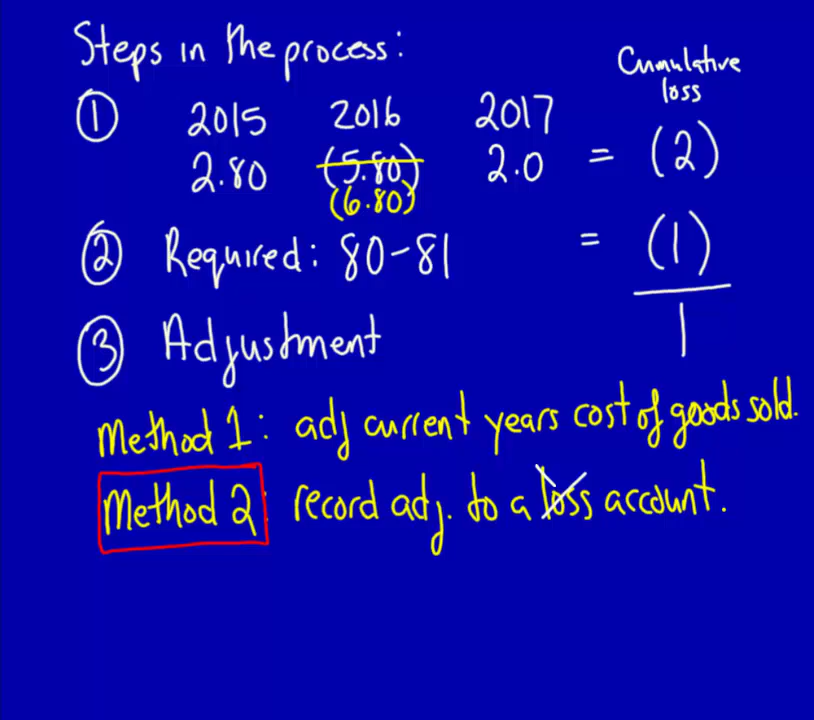 Steps in the process:
Cumulative
loss
① 2015 2016 2017
2.80 (5.80) 2.0 = (2)
(6.80)
② Required: 80-81 = (1)
③ Adjustment 1
Method 1: adj current years cost of goods sold.
Method 2: record adj. to a loss account.